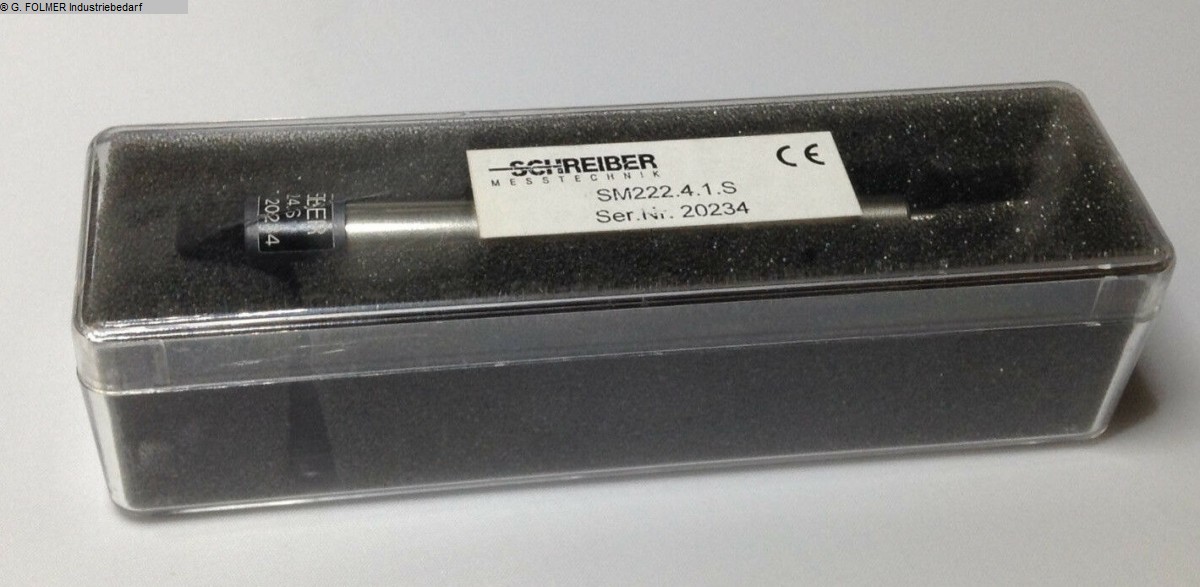 ® G. FOLMER Industriebedarf
SCHREIBER
MESSTECHNIK
CE
SM222.4.1.S
Ser.Nr. 20234